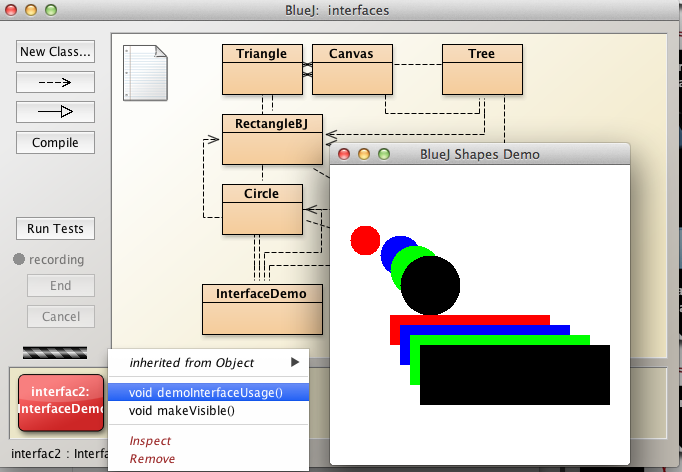 BlueJ: interfaces
New Class...
Compile
Run Tests
recording
End
Cancel
Triangle
Canvas
Tree
RectangleBJ
Circle
InterfaceDemo
BlueJ Shapes Demo
interfac2:
InterfaceDemo
inherited from Object
void demoInterfaceUsage()
void makeVisible()
Inspect
Remove
interfac2 : Interfa